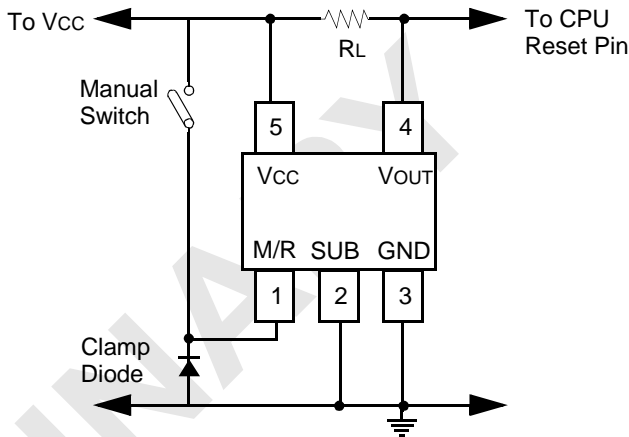 To VCC
RL
To CPU
Reset Pin
Manual
Switch
5
4
VCC
VOUT
M/R SUB GND
1
2
3
Clamp
Diode
INARY